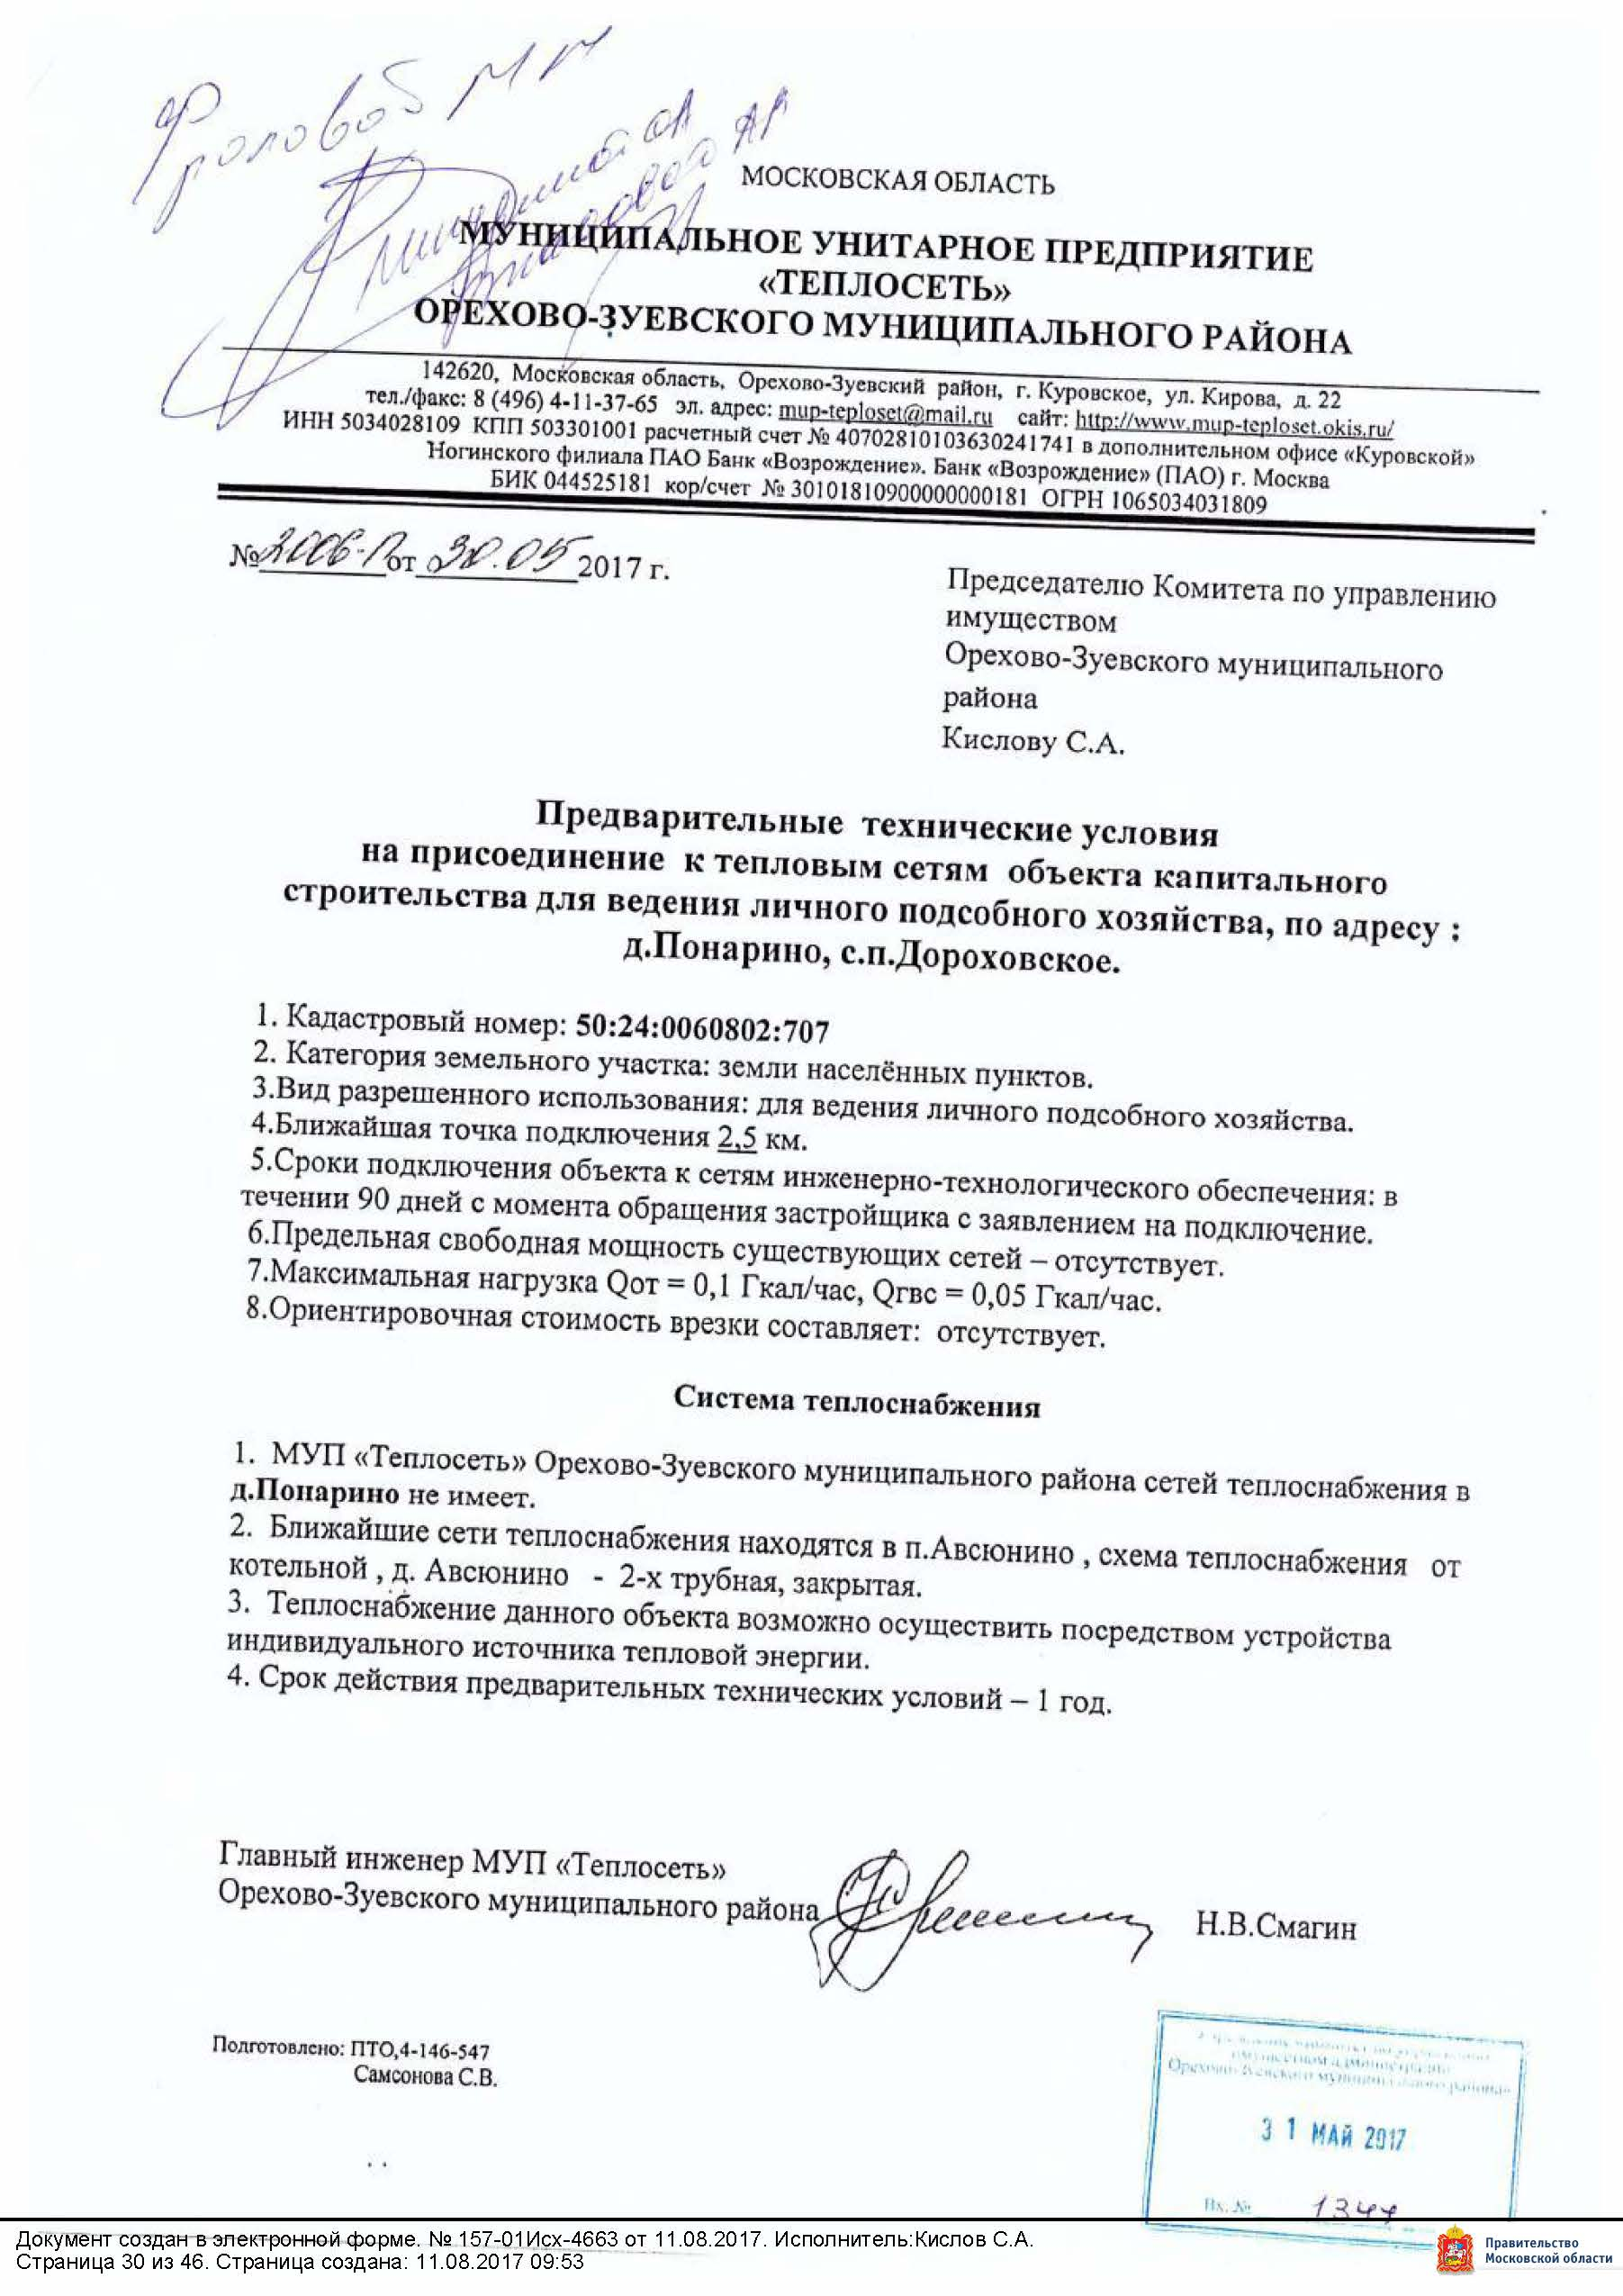 Фроловой
МОСКОВСКАЯ ОБЛАСТЬ
МУНИЦИПАЛЬНОЕ УНИТАРНОЕ ПРЕДПРИЯТИЕ
«ТЕПЛОСЕТЬ»
ОРЕХОВО-ЗУЕВСКОГО МУНИЦИПАЛЬНОГО РАЙОНА
142620, Московская область, Орехово-Зуевский район, г. Куровское, ул. Кирова, д. 22
тел./факс: 8 (496) 4-11-37-65 эл. адрес: mup-teploset@mail.ru сайт: http://www.mup-teploset.okis.ru/
ИНН 5034028109 КПП 503301001 расчетный счет № 40702810103630241741 в дополнительном офисе «Куровской»
Ногинского филиала ПАО Банк «Возрождение». Банк «Возрождение» (ПАО) г. Москва
БИК 044525181 кор/счет № 30101810900000000181 ОГРН 1065034031809
№ 2006-П от 30.05 2017 г.
Председателю Комитета по управлению
имуществом
Орехово-Зуевского муниципального
района
Кислову С.А.
Предварительные технические условия
на присоединение к тепловым сетям объекта капитального
строительства для ведения личного подсобного хозяйства, по адресу :
д.Понарино, с.п.Дороховское.
1. Кадастровый номер: 50:24:0060802:707
2. Категория земельного участка: земли населённых пунктов.
3.Вид разрешенного использования: для ведения личного подсобного хозяйства.
4.Ближайшая точка подключения 2,5 км.
5.Сроки подключения объекта к сетям инженерно-технологического обеспечения: в
течении 90 дней с момента обращения застройщика с заявлением на подключение.
6.Предельная свободная мощность существующих сетей – отсутствует.
7.Максимальная нагрузка Qот = 0,1 Гкал/час, Qгвс = 0,05 Гкал/час.
8.Ориентировочная стоимость врезки составляет: отсутствует.
Система теплоснабжения
1. МУП «Теплосеть» Орехово-Зуевского муниципального района сетей теплоснабжения в
д.Понарино не имеет.
2. Ближайшие сети теплоснабжения находятся в п.Авсюнино , схема теплоснабжения от
котельной , д. Авсюнино - 2-х трубная, закрытая.
3. Теплоснабжение данного объекта возможно осуществить посредством устройства
индивидуального источника тепловой энергии.
4. Срок действия предварительных технических условий – 1 год.
Главный инженер МУП «Теплосеть»
Орехово-Зуевского муниципального района
Н.В.Смагин
Подготовлено: ПТО,4-146-547
Самсонова С.В.
Орехово-Зуевского муниципального района
31 МАЙ 2017
Вх. № 1344
Документ создан в электронной форме. № 157-01Исх-4663 от 11.08.2017. Исполнитель:Кислов С.А.
Страница 30 из 46. Страница создана: 11.08.2017 09:53
Правительство
Московской области